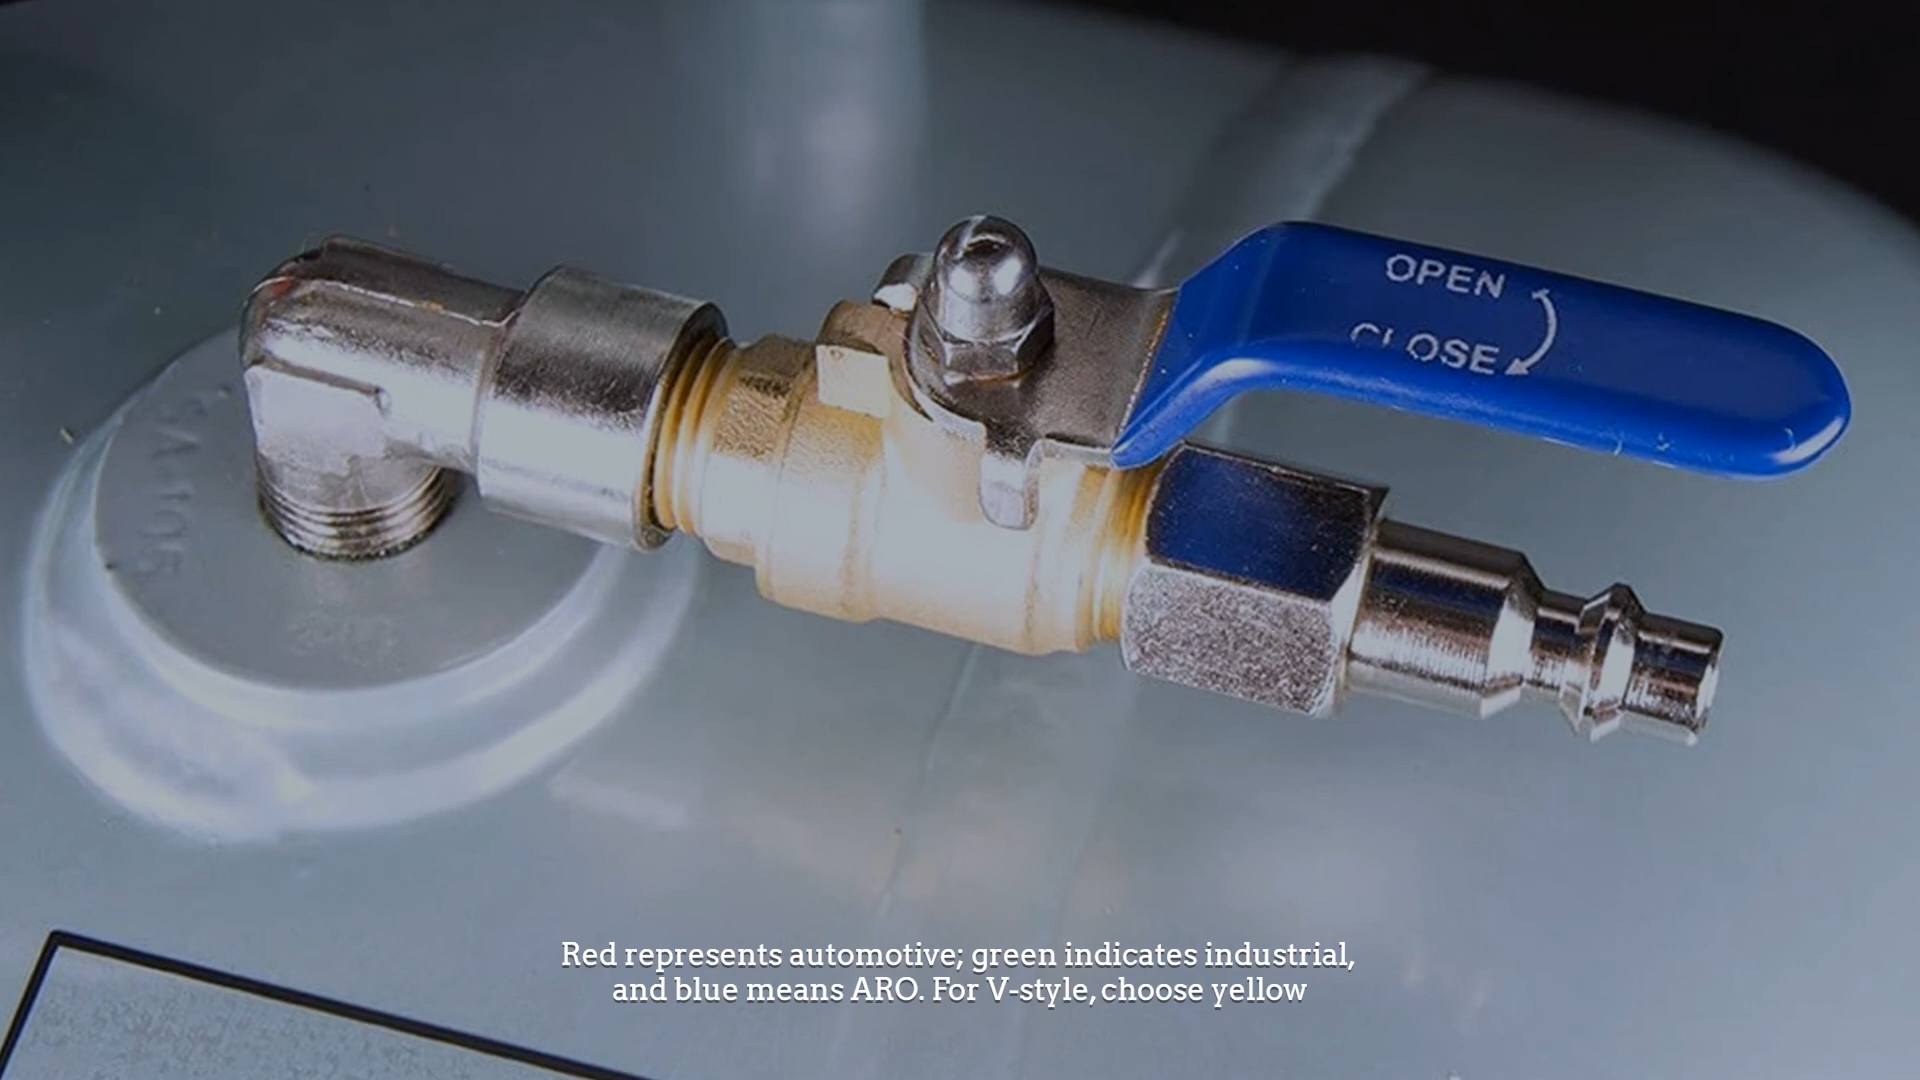 OPEN
CLOSE
Red represents automotive; green indicates industrial,
and blue means ARO. For V-style, choose yellow